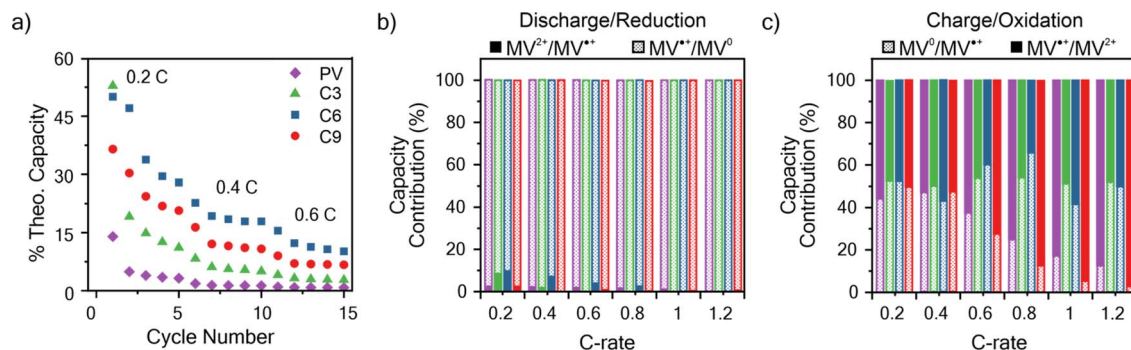 a)
% Theo. Capacity
60
45
30
15
0
0.2 C
0.4 C
0.6 C
PV
C3
C6
C9
0
5
10
15
Cycle Number
b)
Discharge/Reduction
MV²⁺/MV•⁺
MV•⁺/MV⁰
Capacity
Contribution (%)
100
80
60
40
20
0
0.2
0.4
0.6
0.8
1
1.2
C-rate
c)
Charge/Oxidation
MV⁰/MV•⁺
MV•⁺/MV²⁺
Capacity
Contribution (%)
100
80
60
40
20
0
0.2
0.4
0.6
0.8
1
1.2
C-rate